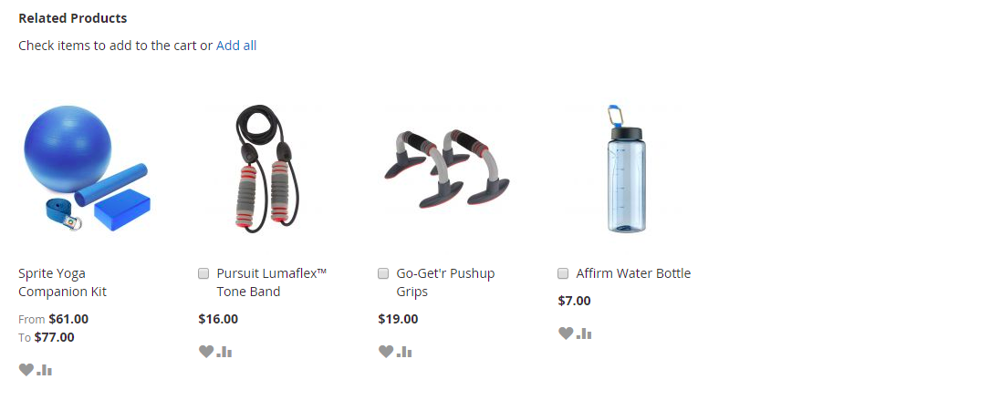 Related Products
Check items to add to the cart or Add all
Sprite Yoga
Companion Kit
From $61.00
To $77.00
Pursuit Lumaflex™
Tone Band
$16.00
Go-Get'r Pushup
Grips
$19.00
Affirm Water Bottle
$7.00